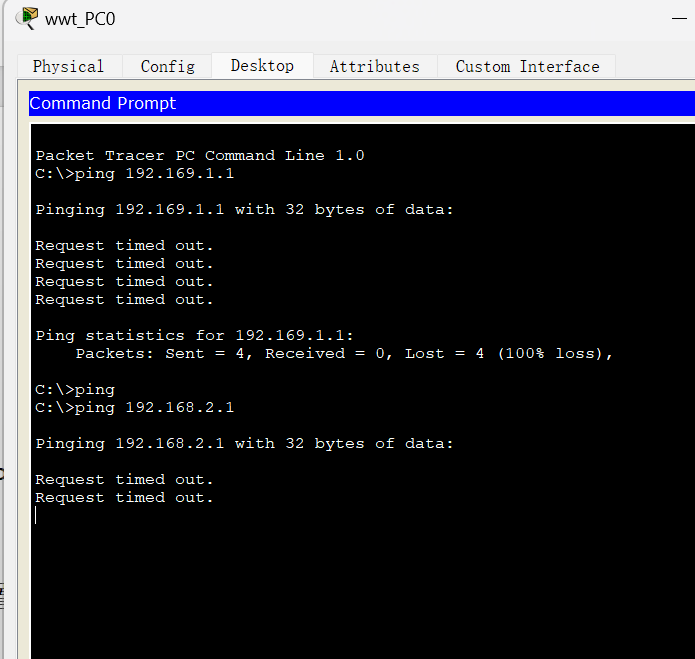 wwt_PC0
Physical Config Desktop Attributes Custom Interface
Command Prompt
Packet Tracer PC Command Line 1.0
C:\>ping 192.169.1.1
Pinging 192.169.1.1 with 32 bytes of data:
Request timed out.
Request timed out.
Request timed out.
Request timed out.
Ping statistics for 192.169.1.1:
    Packets: Sent = 4, Received = 0, Lost = 4 (100% loss),
C:\>ping
C:\>ping 192.168.2.1
Pinging 192.168.2.1 with 32 bytes of data:
Request timed out.
Request timed out.